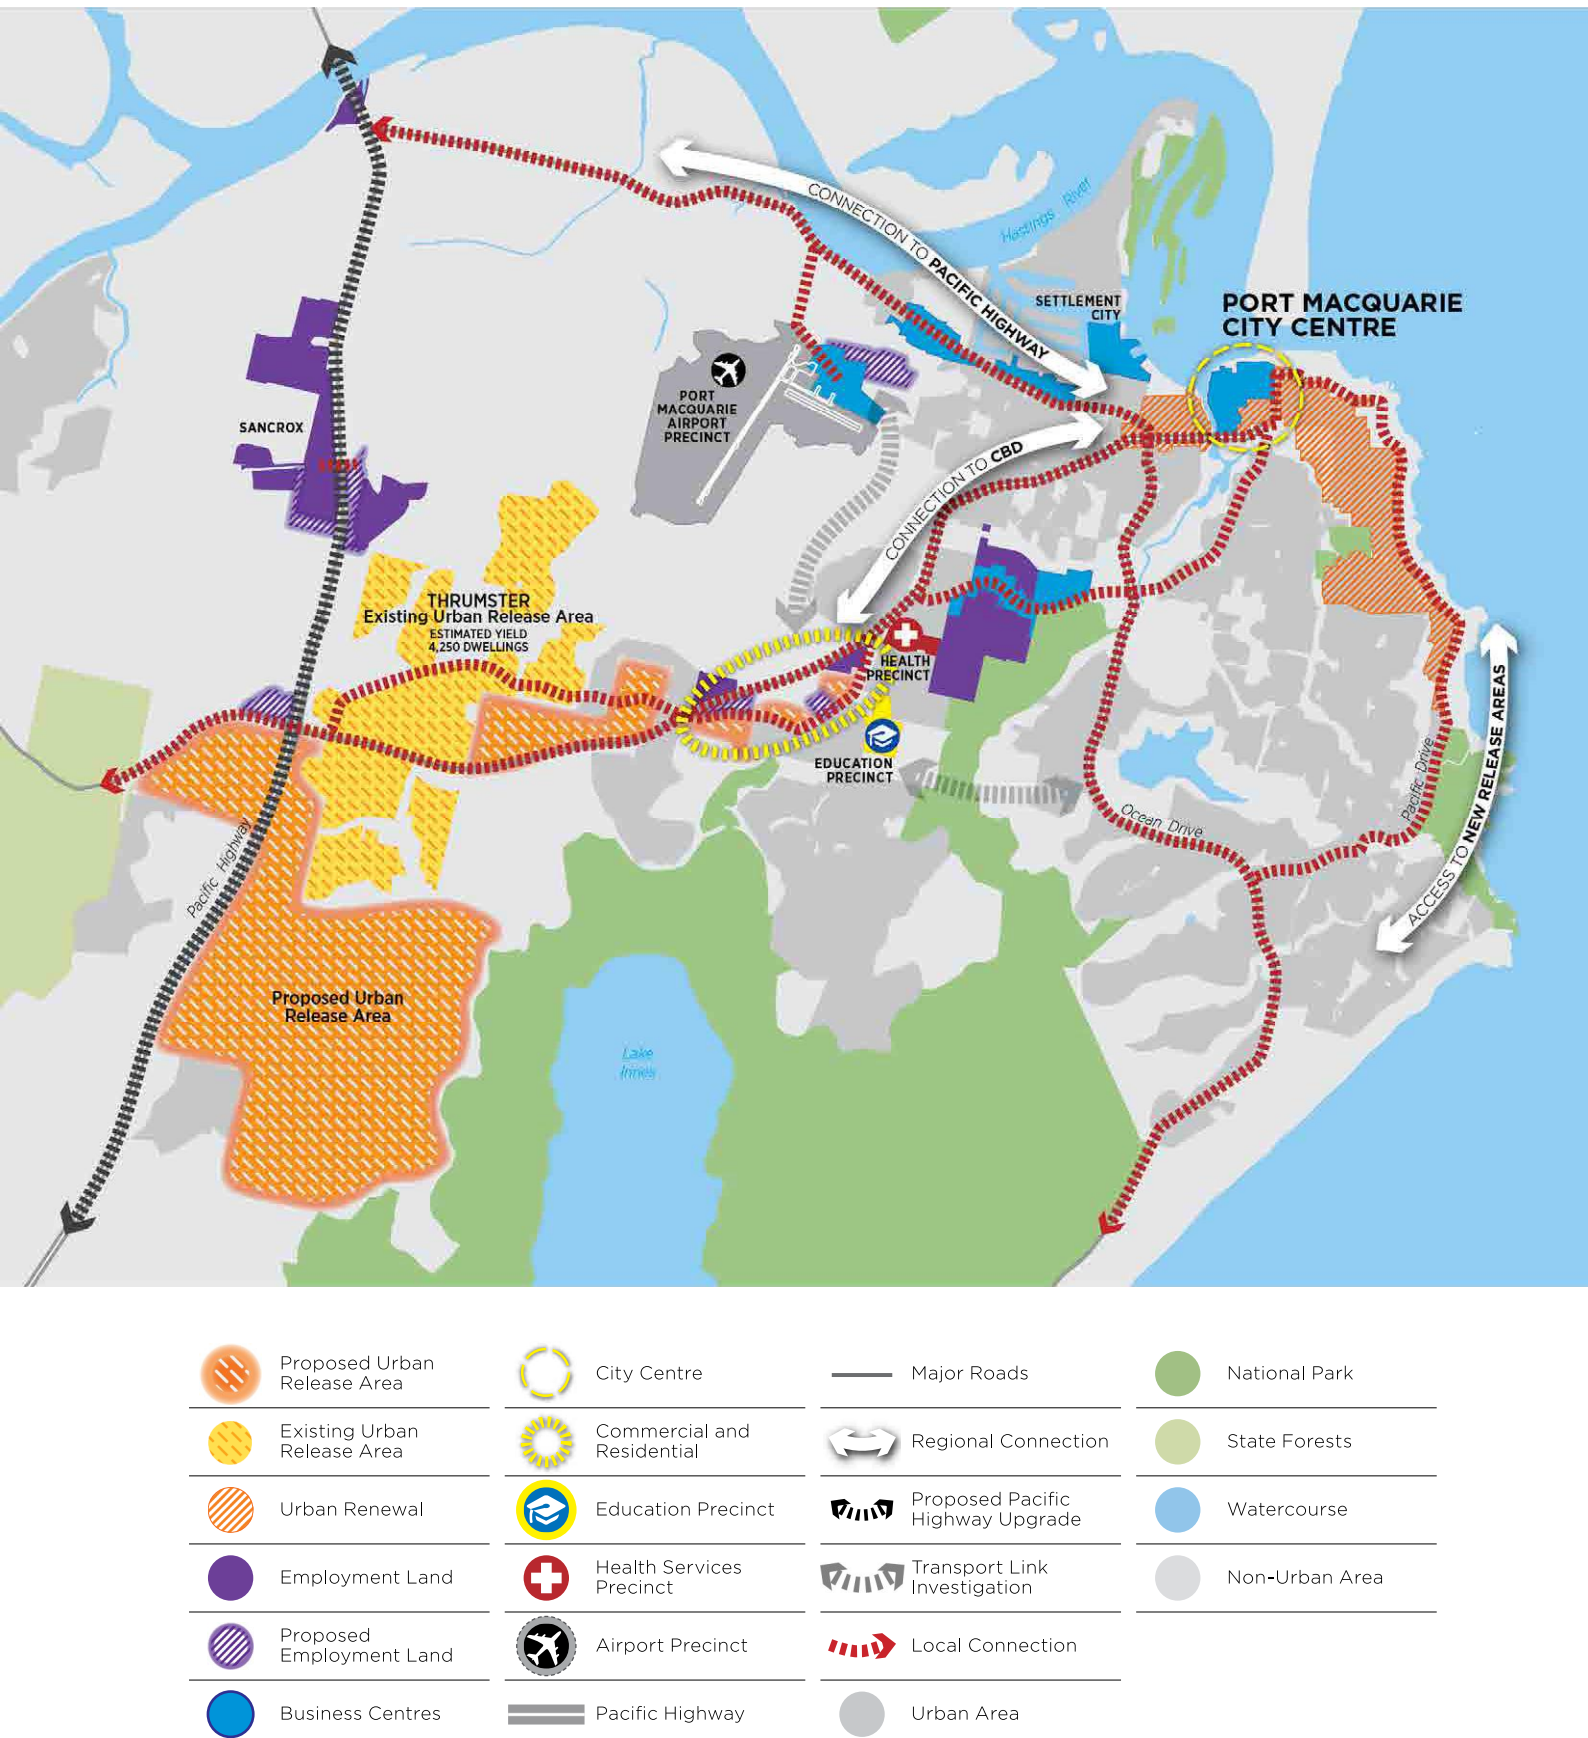 CONNECTION TO PACIFIC HIGHWAY
Hastings River
SETTLEMENT
CITY
PORT MACQUARIE
CITY CENTRE
PORT
MACQUARIE
AIRPORT
PRECINCT
SANCROX
CONNECTION TO CBD
THRUMSTER
Existing Urban Release Area
ESTIMATED YIELD
4,250 DWELLINGS
HEALTH
PRECINCT
EDUCATION
PRECINCT
ACCESS TO NEW RELEASE AREAS
Pacific Drive
Ocean Drive
Pacific Highway
Proposed Urban
Release Area
Lake
Innes
Proposed Urban
Release Area
Existing Urban
Release Area
Urban Renewal
Employment Land
Proposed
Employment Land
Business Centres
City Centre
Commercial and
Residential
Education Precinct
Health Services
Precinct
Airport Precinct
Pacific Highway
Major Roads
Regional Connection
Proposed Pacific
Highway Upgrade
Transport Link
Investigation
Local Connection
Urban Area
National Park
State Forests
Watercourse
Non-Urban Area